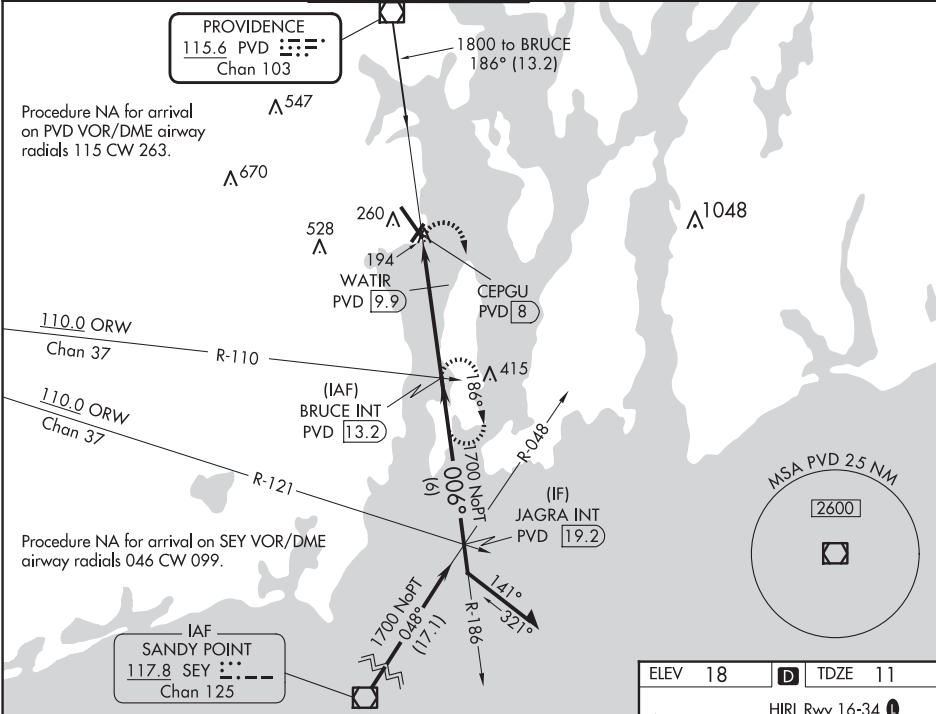 PROVIDENCE
115.6 PVD
Chan 103
1800 to BRUCE
186° (13.2)
Procedure NA for arrival
on PVD VOR/DME airway
radials 115 CW 263.
547
670
528
260
194
1048
WATIR
PVD 9.9
CEPGU
PVD 8
110.0 ORW
Chan 37
R-110
(IAF)
BRUCE INT
PVD 13.2
415
186°
110.0 ORW
Chan 37
R-121
R-048
1700 NoPT
006°
(6)
(IF)
JAGRA INT
PVD 19.2
MSA PVD 25 NM
2600
Procedure NA for arrival on SEY VOR/DME
airway radials 046 CW 099.
1700 NoPT
048°
(17.1)
R-186
141°
321°
IAF
SANDY POINT
117.8 SEY
Chan 125
ELEV 18 D TDZE 11
HIRL Rwy 16-34 L